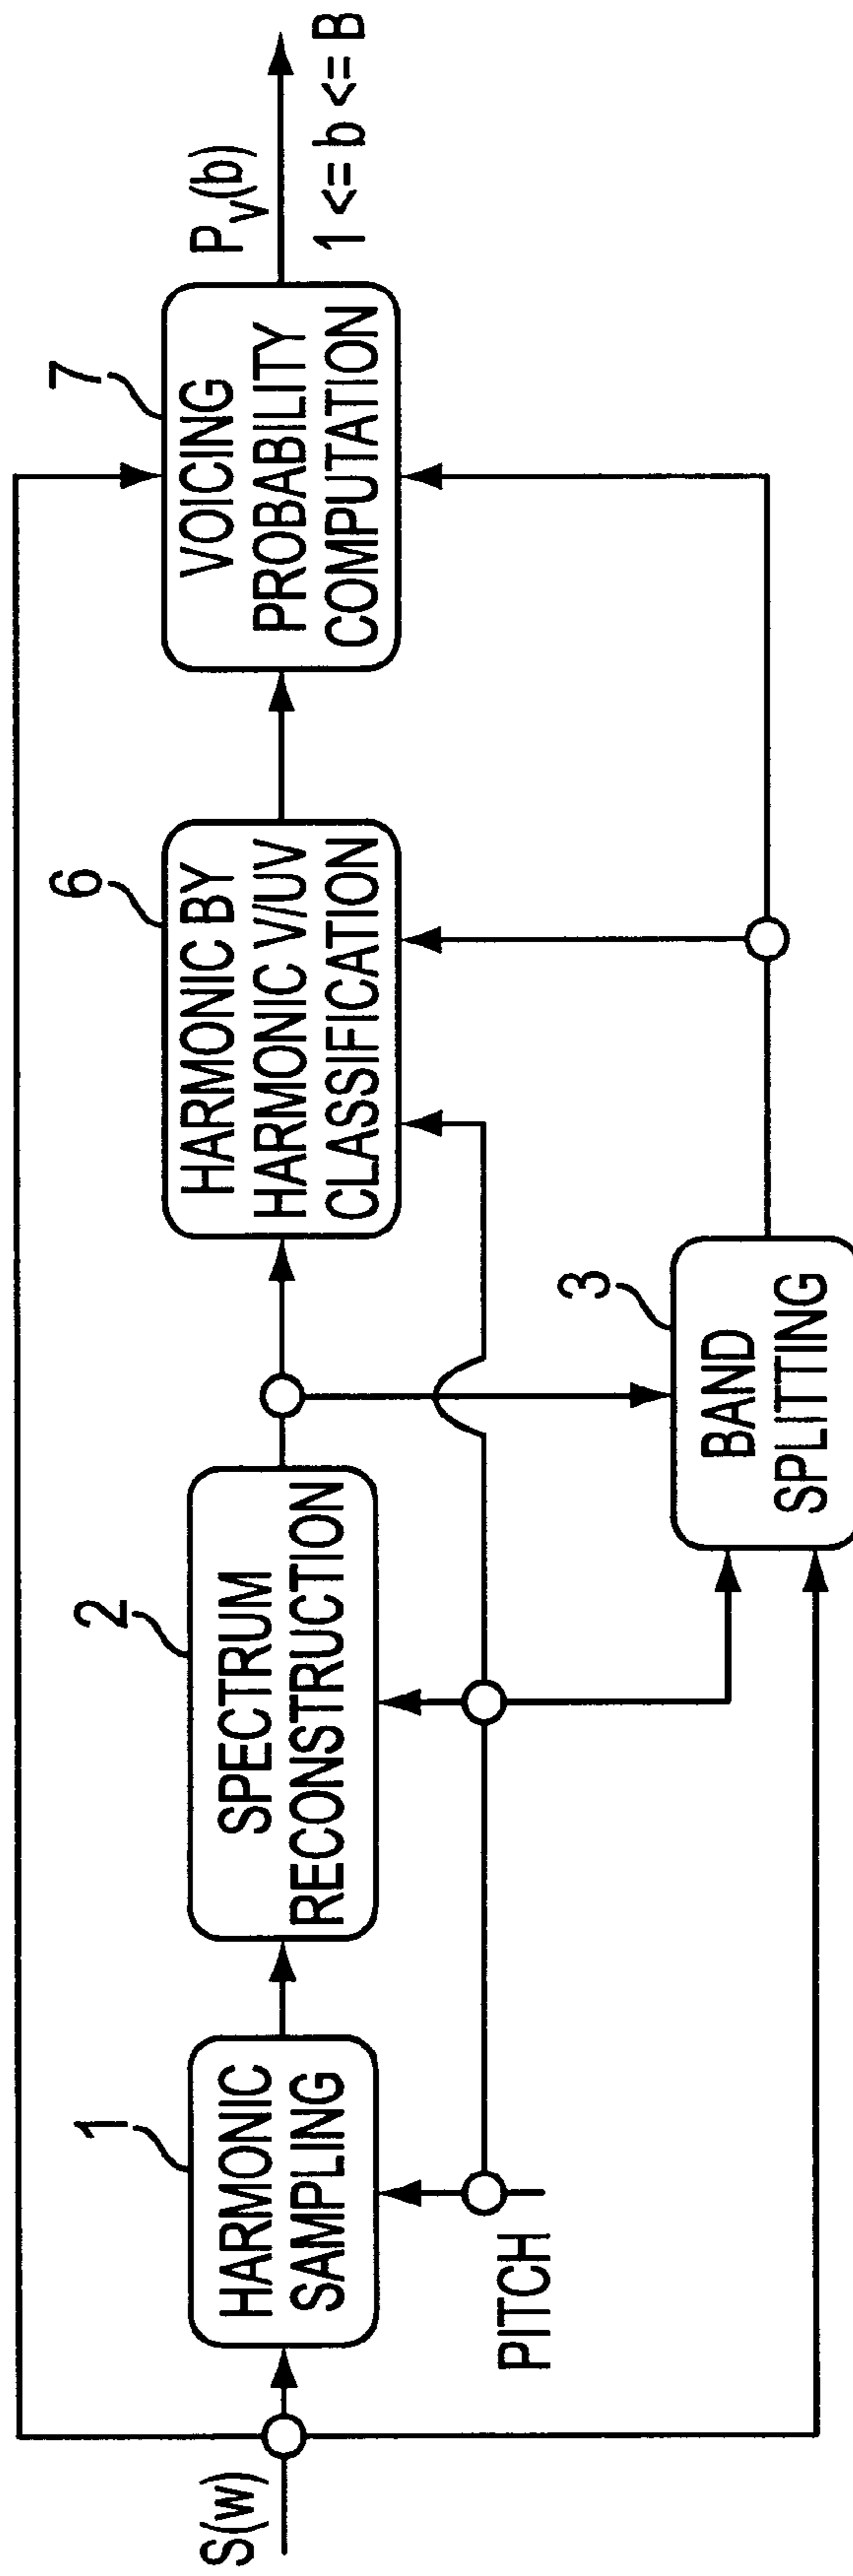 S(w)
1
HARMONIC
SAMPLING
PITCH
2
SPECTRUM
RECONSTRUCTION
3
BAND
SPLITTING
6
HARMONIC BY
HARMONIC V/UV
CLASSIFICATION
7
VOICING
PROBABILITY
COMPUTATION
Pv(b)
1 <= b <= B